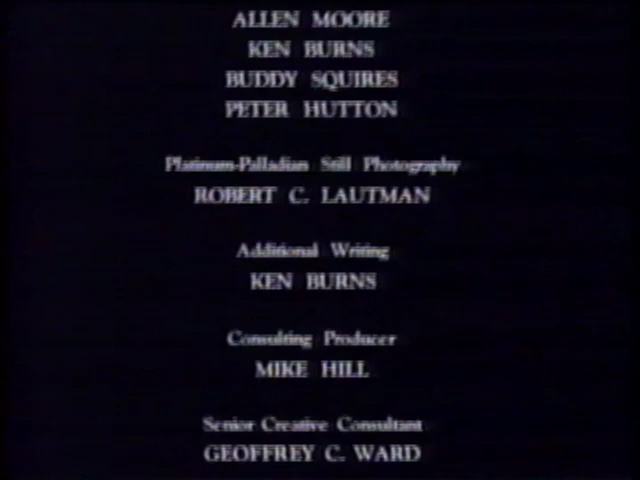 ALLEN MOORE
KEN BURNS
BUDDY SQUIRES
PETER HUTTON
Platinum-Palladian Still Photography
ROBERT C. LAUTMAN
Additional Writing
KEN BURNS
Consulting Producer
MIKE HILL
Senior Creative Consultant
GEOFFREY C. WARD